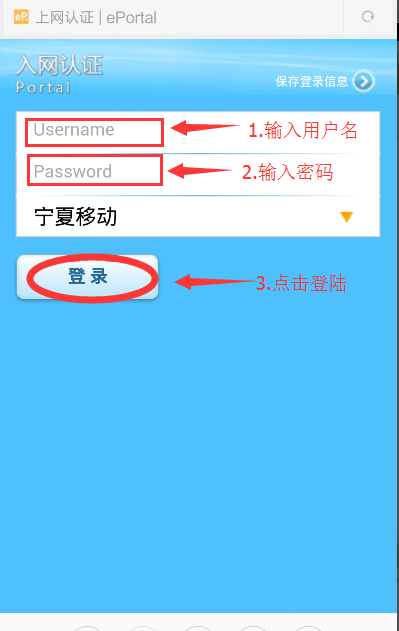 eP. 上网认证 | ePortal
入网认证
Portal
保存登录信息
Username
1.输入用户名
Password
2.输入密码
宁夏移动
登 录
3.点击登陆